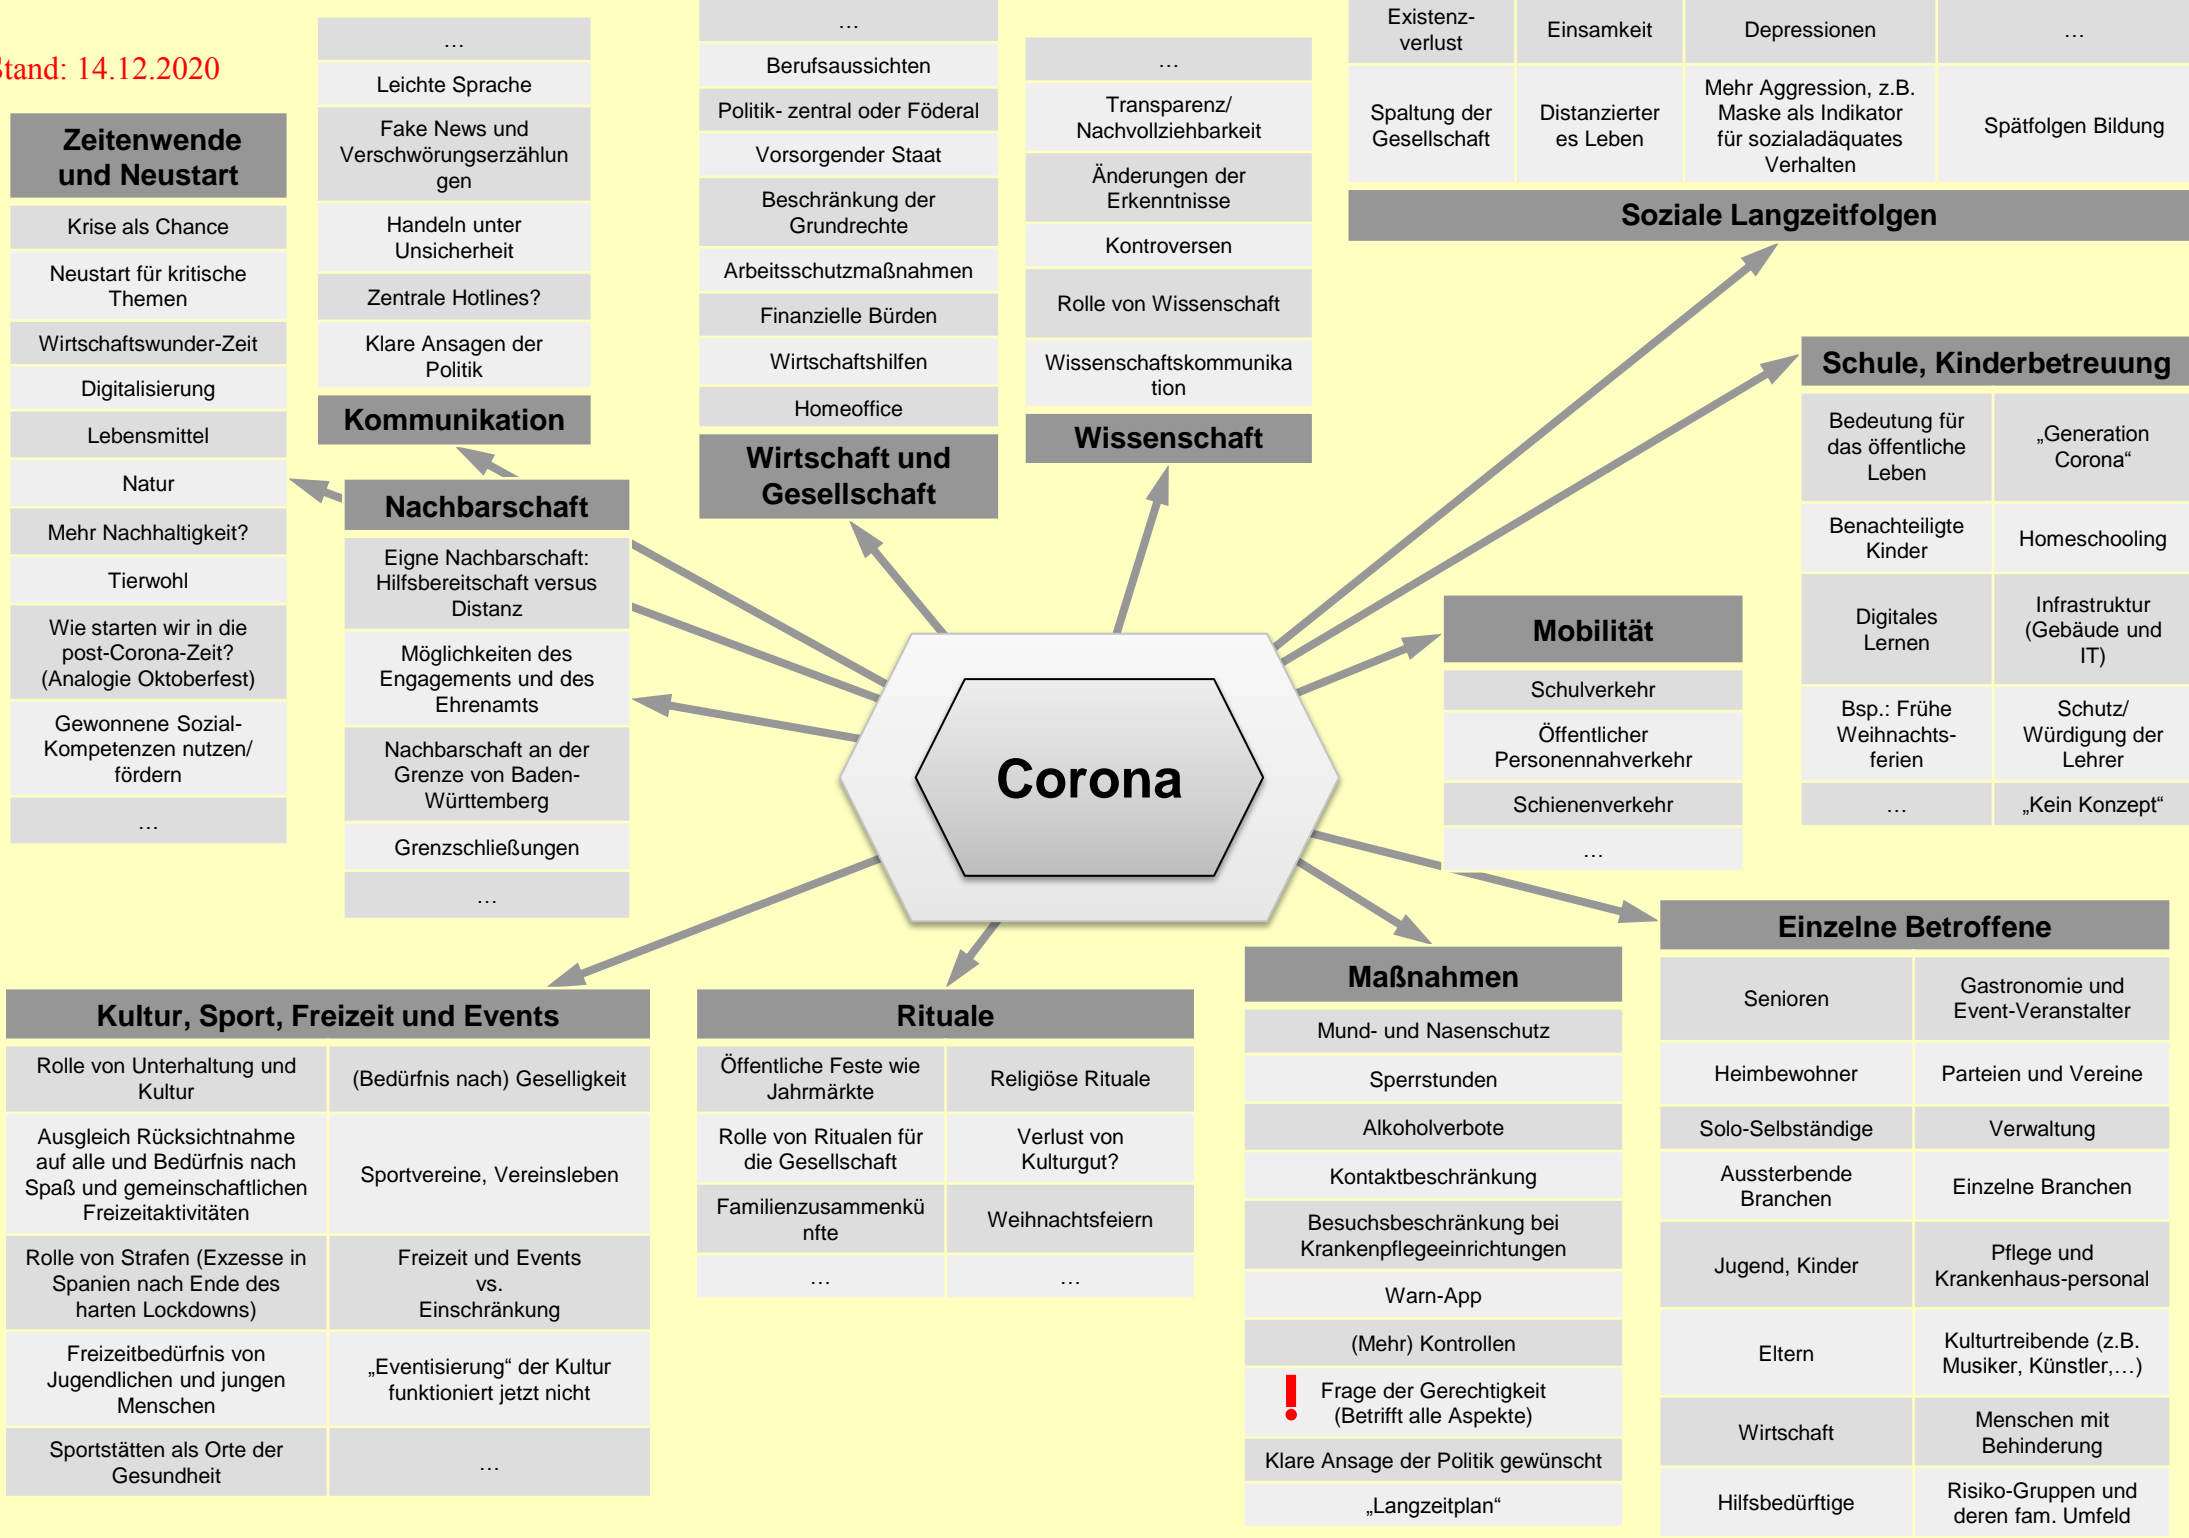 Stand: 14.12.2020
Zeitenwende
und Neustart
Krise als Chance
Neustart für kritische
Themen
Wirtschaftswunder-Zeit
Digitalisierung
Lebensmittel
Natur
Mehr Nachhaltigkeit?
Tierwohl
Wie starten wir in die
post-Corona-Zeit?
(Analogie Oktoberfest)
Gewonnene Sozial-
Kompetenzen nutzen/
fördern
…
…
Leichte Sprache
Fake News und
Verschwörungserzählun
gen
Handeln unter
Unsicherheit
Zentrale Hotlines?
Klare Ansagen der
Politik
Kommunikation
Nachbarschaft
Eigne Nachbarschaft:
Hilfsbereitschaft versus
Distanz
Möglichkeiten des
Engagements und des
Ehrenamts
Nachbarschaft an der
Grenze von Baden-
Württemberg
Grenzschließungen
…
…
Berufsaussichten
Politik- zentral oder Föderal
Vorsorgender Staat
Beschränkung der
Grundrechte
Arbeitsschutzmaßnahmen
Finanzielle Bürden
Wirtschaftshilfen
Homeoffice
Wirtschaft und
Gesellschaft
…
Transparenz/
Nachvollziehbarkeit
Änderungen der
Erkenntnisse
Kontroversen
Rolle von Wissenschaft
Wissenschaftskommunika
tion
Wissenschaft
Existenz-
verlust
Einsamkeit
Depressionen
…
Spaltung der
Gesellschaft
Distanzierter
es Leben
Mehr Aggression, z.B.
Maske als Indikator
für sozialadäquates
Verhalten
Spätfolgen Bildung
Soziale Langzeitfolgen
Schule, Kinderbetreuung
Bedeutung für
das öffentliche
Leben
„Generation
Corona“
Benachteiligte
Kinder
Homeschooling
Digitales
Lernen
Infrastruktur
(Gebäude und
IT)
Bsp.: Frühe
Weihnachts-
ferien
Schutz/
Würdigung der
Lehrer
…
„Kein Konzept“
Mobilität
Schulverkehr
Öffentlicher
Personennahverkehr
Schienenverkehr
…
Corona
Kultur, Sport, Freizeit und Events
Rolle von Unterhaltung und
Kultur
(Bedürfnis nach) Geselligkeit
Ausgleich Rücksichtnahme
auf alle und Bedürfnis nach
Spaß und gemeinschaftlichen
Freizeitaktivitäten
Sportvereine, Vereinsleben
Rolle von Strafen (Exzesse in
Spanien nach Ende des
harten Lockdowns)
Freizeit und Events
vs.
Einschränkung
Freizeitbedürfnis von
Jugendlichen und jungen
Menschen
„Eventisierung“ der Kultur
funktioniert jetzt nicht
Sportstätten als Orte der
Gesundheit
…
Rituale
Öffentliche Feste wie
Jahrmärkte
Religiöse Rituale
Rolle von Ritualen für
die Gesellschaft
Verlust von
Kulturgut?
Familienzusammenkü
nfte
Weihnachtsfeiern
…
…
Maßnahmen
Mund- und Nasenschutz
Sperrstunden
Alkoholverbote
Kontaktbeschränkung
Besuchsbeschränkung bei
Krankenpflegeeinrichtungen
Warn-App
(Mehr) Kontrollen
! Frage der Gerechtigkeit
(Betrifft alle Aspekte)
Klare Ansage der Politik gewünscht
„Langzeitplan“
Einzelne Betroffene
Senioren
Gastronomie und
Event-Veranstalter
Heimbewohner
Parteien und Vereine
Solo-Selbständige
Verwaltung
Aussterbende
Branchen
Einzelne Branchen
Jugend, Kinder
Pflege und
Krankenhaus-personal
Eltern
Kulturtreibende (z.B.
Musiker, Künstler,…)
Wirtschaft
Menschen mit
Behinderung
Hilfsbedürftige
Risiko-Gruppen und
deren fam. Umfeld